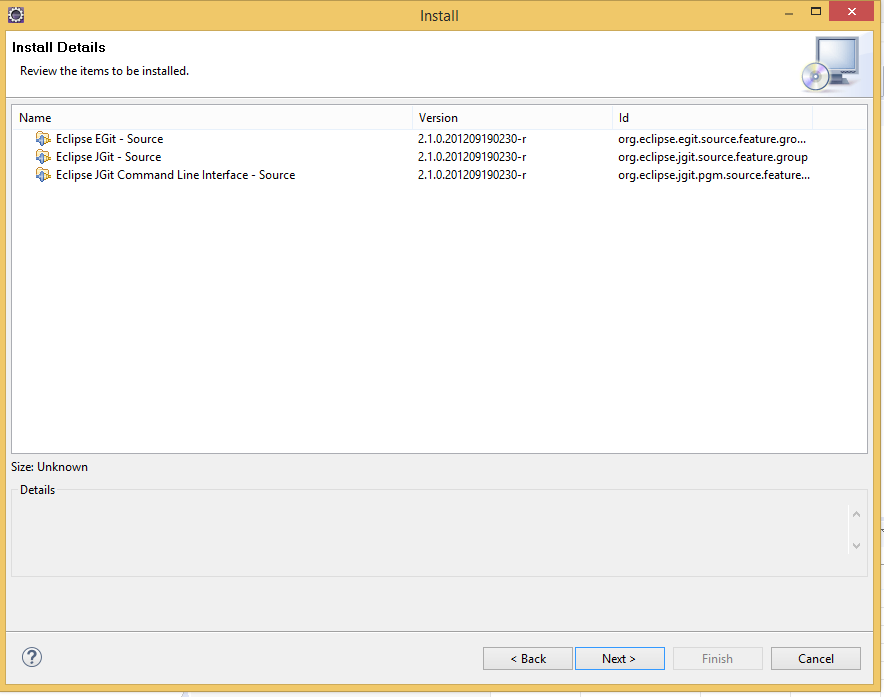 Install
Install Details
Review the items to be installed.
Name Version Id
Eclipse EGit - Source 2.1.0.201209190230-r org.eclipse.egit.source.feature.gro...
Eclipse JGit - Source 2.1.0.201209190230-r org.eclipse.jgit.source.feature.group
Eclipse JGit Command Line Interface - Source 2.1.0.201209190230-r org.eclipse.jgit.pgm.source.feature...
Size: Unknown
Details
? < Back Next > Finish Cancel